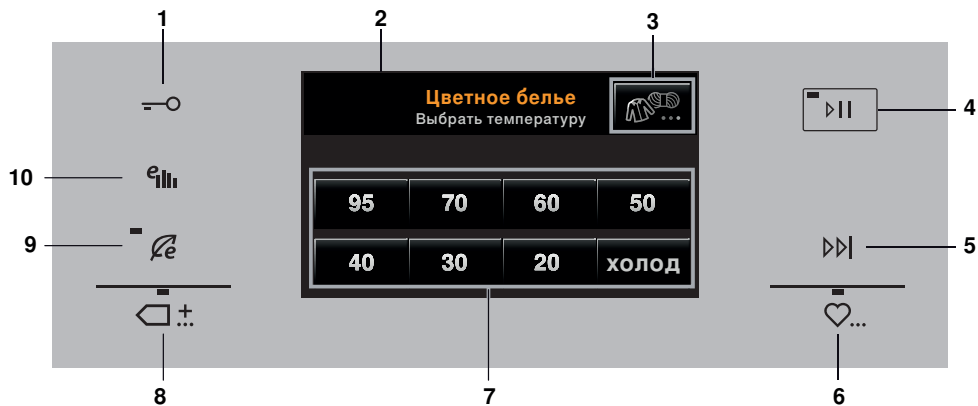 1 2 3
Цветное белье
Выбрать температуру
4
10 e
95 70 60 50
9 e 5
40 30 20 холод
8 7 6